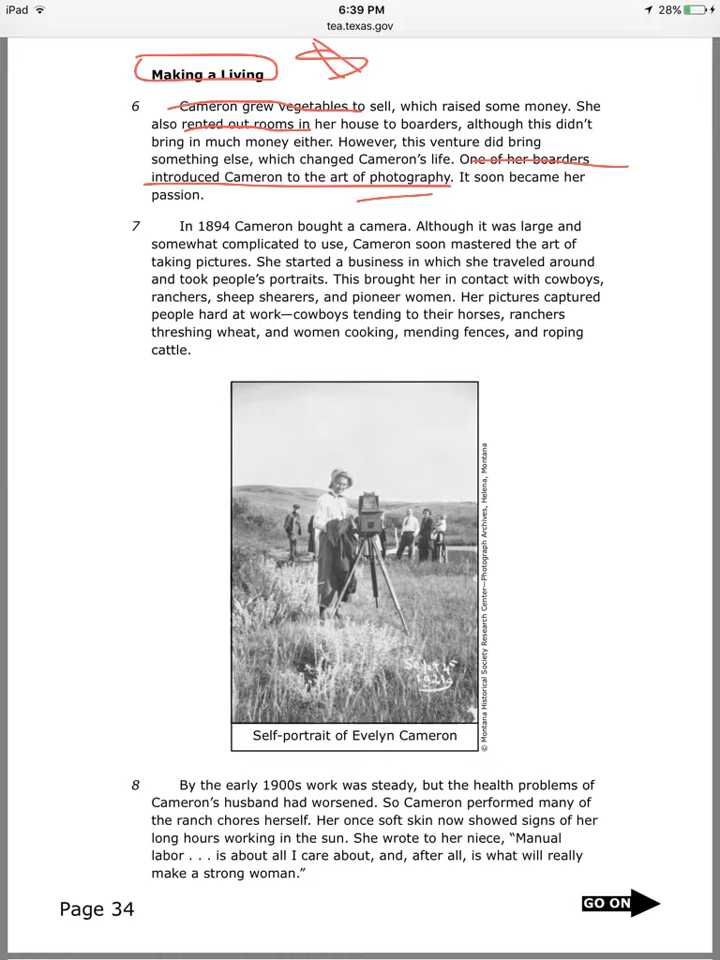 iPad 6:39 PM 28%
tea.texas.gov
Making a Living
6 Cameron grew vegetables to sell, which raised some money. She
also rented out rooms in her house to boarders, although this didn't
bring in much money either. However, this venture did bring
something else, which changed Cameron's life. One of her boarders
introduced Cameron to the art of photography. It soon became her
passion.
7 In 1894 Cameron bought a camera. Although it was large and
somewhat complicated to use, Cameron soon mastered the art of
taking pictures. She started a business in which she traveled around
and took people's portraits. This brought her in contact with cowboys,
ranchers, sheep shearers, and pioneer women. Her pictures captured
people hard at work—cowboys tending to their horses, ranchers
threshing wheat, and women cooking, mending fences, and roping
cattle.
© Montana Historical Society Research Center—Photograph Archives, Helena, Montana
Self-portrait of Evelyn Cameron
8 By the early 1900s work was steady, but the health problems of
Cameron's husband had worsened. So Cameron performed many of
the ranch chores herself. Her once soft skin now showed signs of her
long hours working in the sun. She wrote to her niece, "Manual
labor . . . is about all I care about, and, after all, is what will really
make a strong woman."
Page 34
GO ON